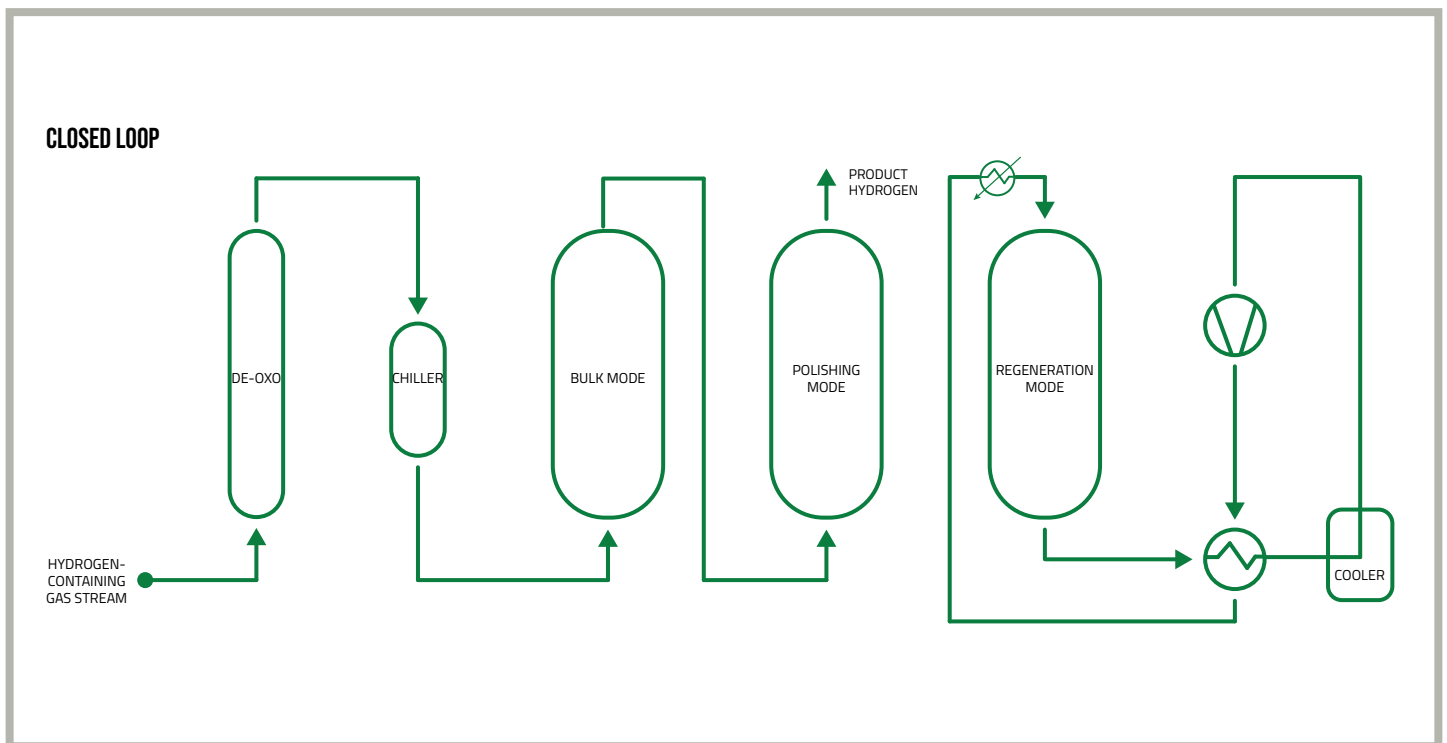 CLOSED LOOP
PRODUCT
HYDROGEN
DE-OXO
CHILLER
BULK MODE
POLISHING
MODE
REGENERATION
MODE
HYDROGEN-
CONTAINING
GAS STREAM
COOLER